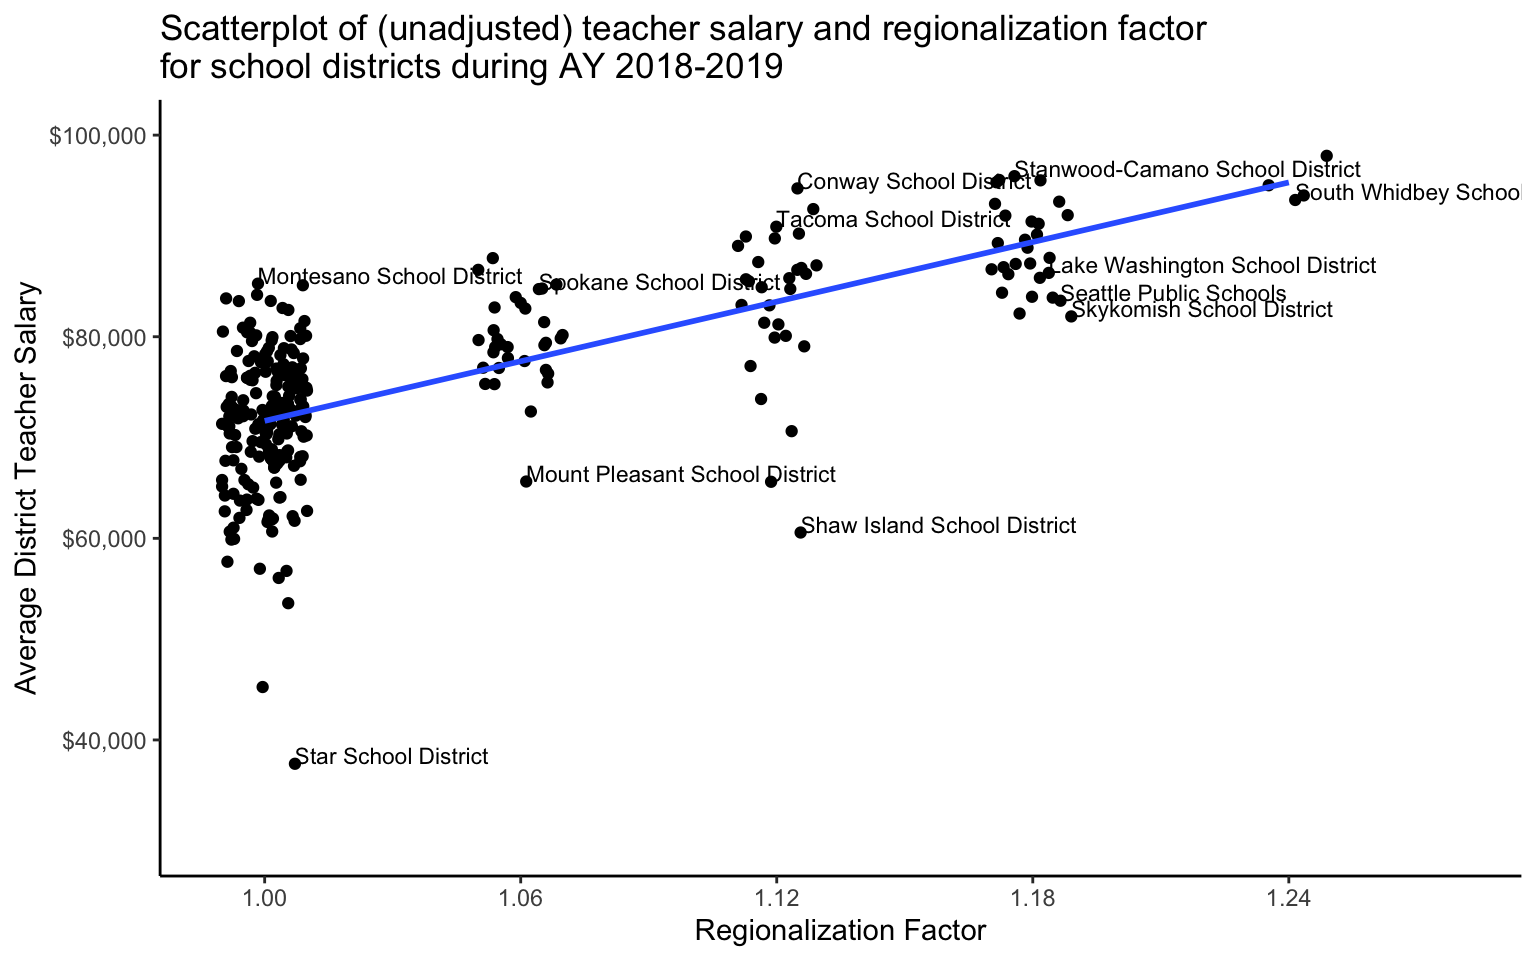 Scatterplot of (unadjusted) teacher salary and regionalization factor
for school districts during AY 2018-2019
Average District Teacher Salary
$100,000
$80,000
$60,000
$40,000
Stanwood-Camano School District
Conway School District
South Whidbey School
Tacoma School District
Montesano School District
Spokane School District
Lake Washington School District
Seattle Public Schools
Skykomish School District
Mount Pleasant School District
Shaw Island School District
Star School District
1.00
1.06
1.12
1.18
1.24
Regionalization Factor